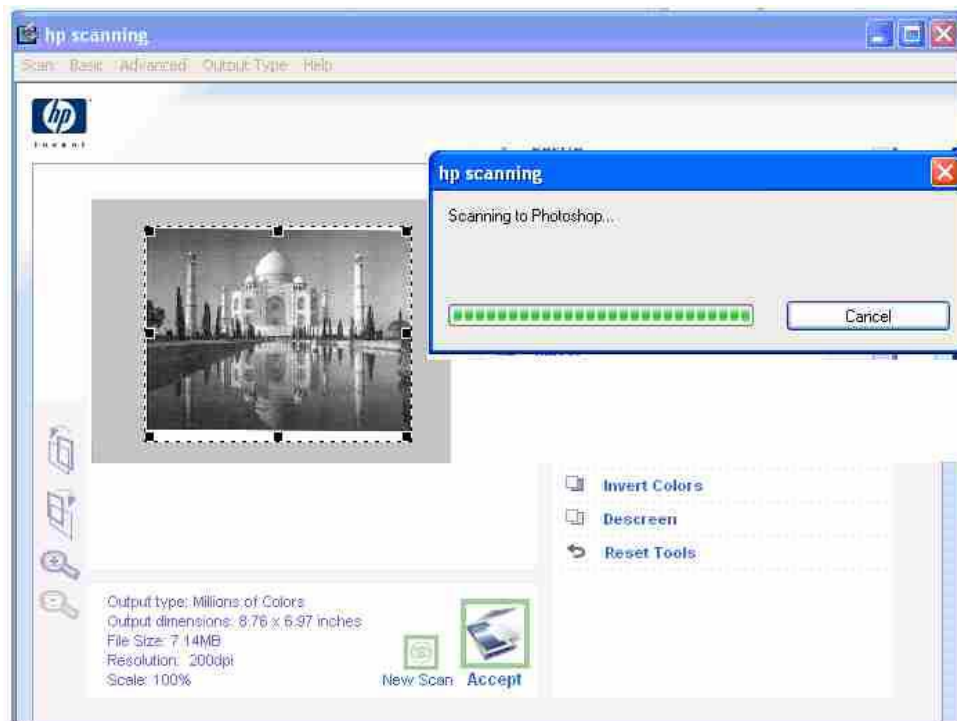 hp scanning
Scan Basic Advanced Output Type Help
hp
invent
hp scanning
Scanning to Photoshop...
Cancel
Invert Colors
Descreen
Reset Tools
Output type: Millions of Colors
Output dimensions: 8.76 x 6.97 inches
File Size: 7.14MB
Resolution: 200dpi
Scale: 100%
New Scan Accept